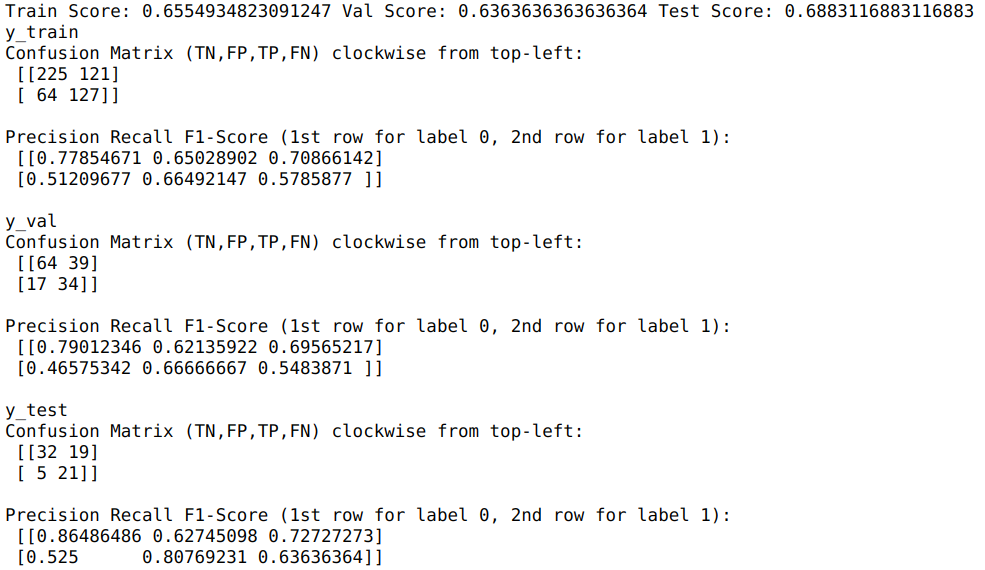 Train Score: 0.6554934823091247 Val Score: 0.6363636363636364 Test Score: 0.6883116883116883
y_train
Confusion Matrix (TN,FP,TP,FN) clockwise from top-left:
 [[225 121]
 [ 64 127]]

Precision Recall F1-Score (1st row for label 0, 2nd row for label 1):
 [[0.77854671 0.65028902 0.70866142]
 [0.51209677 0.66492147 0.5785877 ]]

y_val
Confusion Matrix (TN,FP,TP,FN) clockwise from top-left:
 [[64 39]
 [17 34]]

Precision Recall F1-Score (1st row for label 0, 2nd row for label 1):
 [[0.79012346 0.62135922 0.69565217]
 [0.46575342 0.66666667 0.5483871 ]]

y_test
Confusion Matrix (TN,FP,TP,FN) clockwise from top-left:
 [[32 19]
 [ 5 21]]

Precision Recall F1-Score (1st row for label 0, 2nd row for label 1):
 [[0.86486486 0.62745098 0.72727273]
 [0.525      0.80769231 0.63636364]]